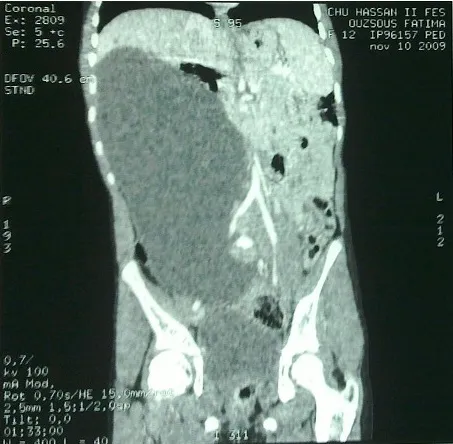 Coronal
Ex: 2809
Se: 5 +c
P: 25.6
DFOV 40.6
STND
S 95
CHU HASSAN II FES
OUZSOUS FATIMA
F 12 IP96157 PED
nov 10 2009
R
1
9
3
L
2
1
2
0.7/
kv 100
mA Mod.
Rot 0.70s/HE 15.0mm/rot
2.5mm 1.5:1/2.0sp
Tilt: 0.0
01:33:00
W = 400 L = 40
I 311